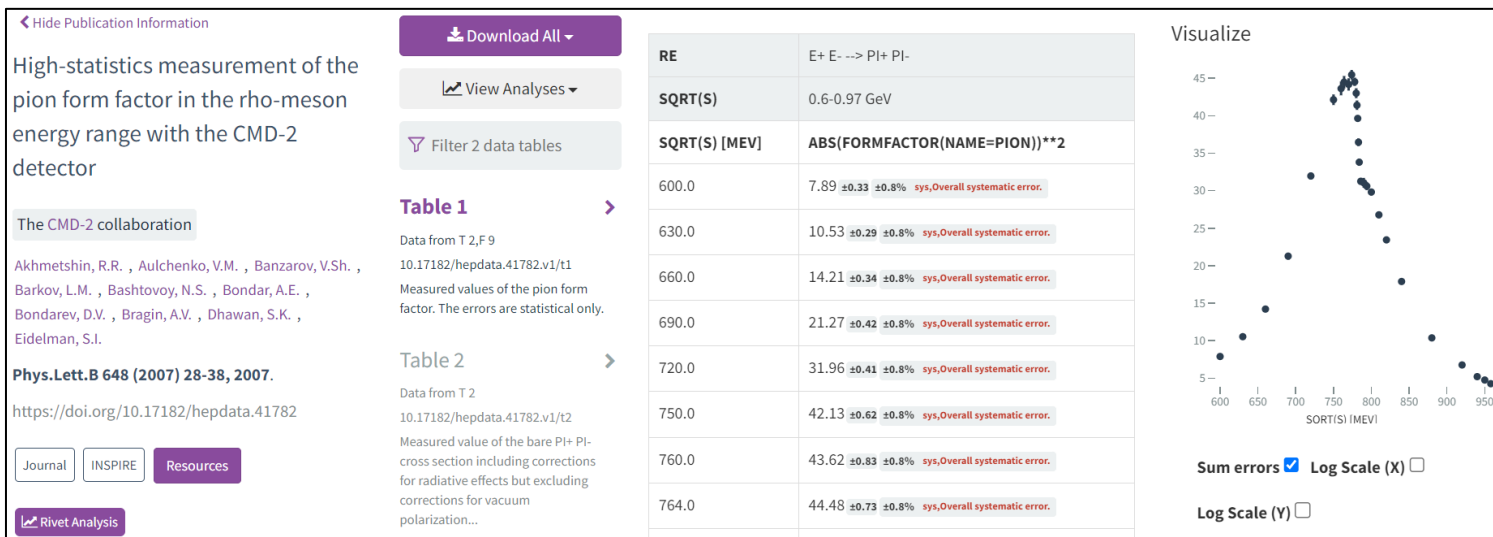 Hide Publication Information
High-statistics measurement of the
pion form factor in the rho-meson
energy range with the CMD-2
detector
The CMD-2 collaboration
Akhmetshin, R.R. , Aulchenko, V.M. , Banzarov, V.Sh. ,
Barkov, L.M. , Bashtovoy, N.S. , Bondar, A.E. ,
Bondarev, D.V. , Bragin, A.V. , Dhawan, S.K. ,
Eidelman, S.I.
Phys.Lett.B 648 (2007) 28-38, 2007.
https://doi.org/10.17182/hepdata.41782
Journal INSPIRE Resources
Rivet Analysis
Download All
View Analyses
Filter 2 data tables
Table 1
Data from T 2,F 9
10.17182/hepdata.41782.v1/t1
Measured values of the pion form
factor. The errors are statistical only.
Table 2
Data from T 2
10.17182/hepdata.41782.v1/t2
Measured value of the bare PI+ PI-
cross section including corrections
for radiative effects but excluding
corrections for vacuum
polarization...
RE E+ E- --> PI+ PI-
SQRT(S) 0.6-0.97 GeV
SQRT(S) [MEV] ABS(FORMFACTOR(NAME=PION))**2
600.0 7.89 ±0.33 ±0.8% sys,Overall systematic error.
630.0 10.53 ±0.29 ±0.8% sys,Overall systematic error.
660.0 14.21 ±0.34 ±0.8% sys,Overall systematic error.
690.0 21.27 ±0.42 ±0.8% sys,Overall systematic error.
720.0 31.96 ±0.41 ±0.8% sys,Overall systematic error.
750.0 42.13 ±0.62 ±0.8% sys,Overall systematic error.
760.0 43.62 ±0.83 ±0.8% sys,Overall systematic error.
764.0 44.48 ±0.73 ±0.8% sys,Overall systematic error.
Visualize
45
40
35
30
25
20
15
10
5
600 650 700 750 800 850 900 950
SQRT(S) [MEV]
Sum errors Log Scale (X)
Log Scale (Y)